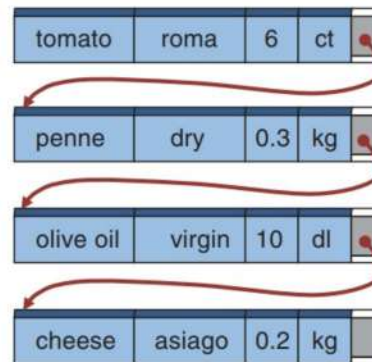 tomato roma 6 ct
penne dry 0.3 kg
olive oil virgin 10 dl
cheese asiago 0.2 kg